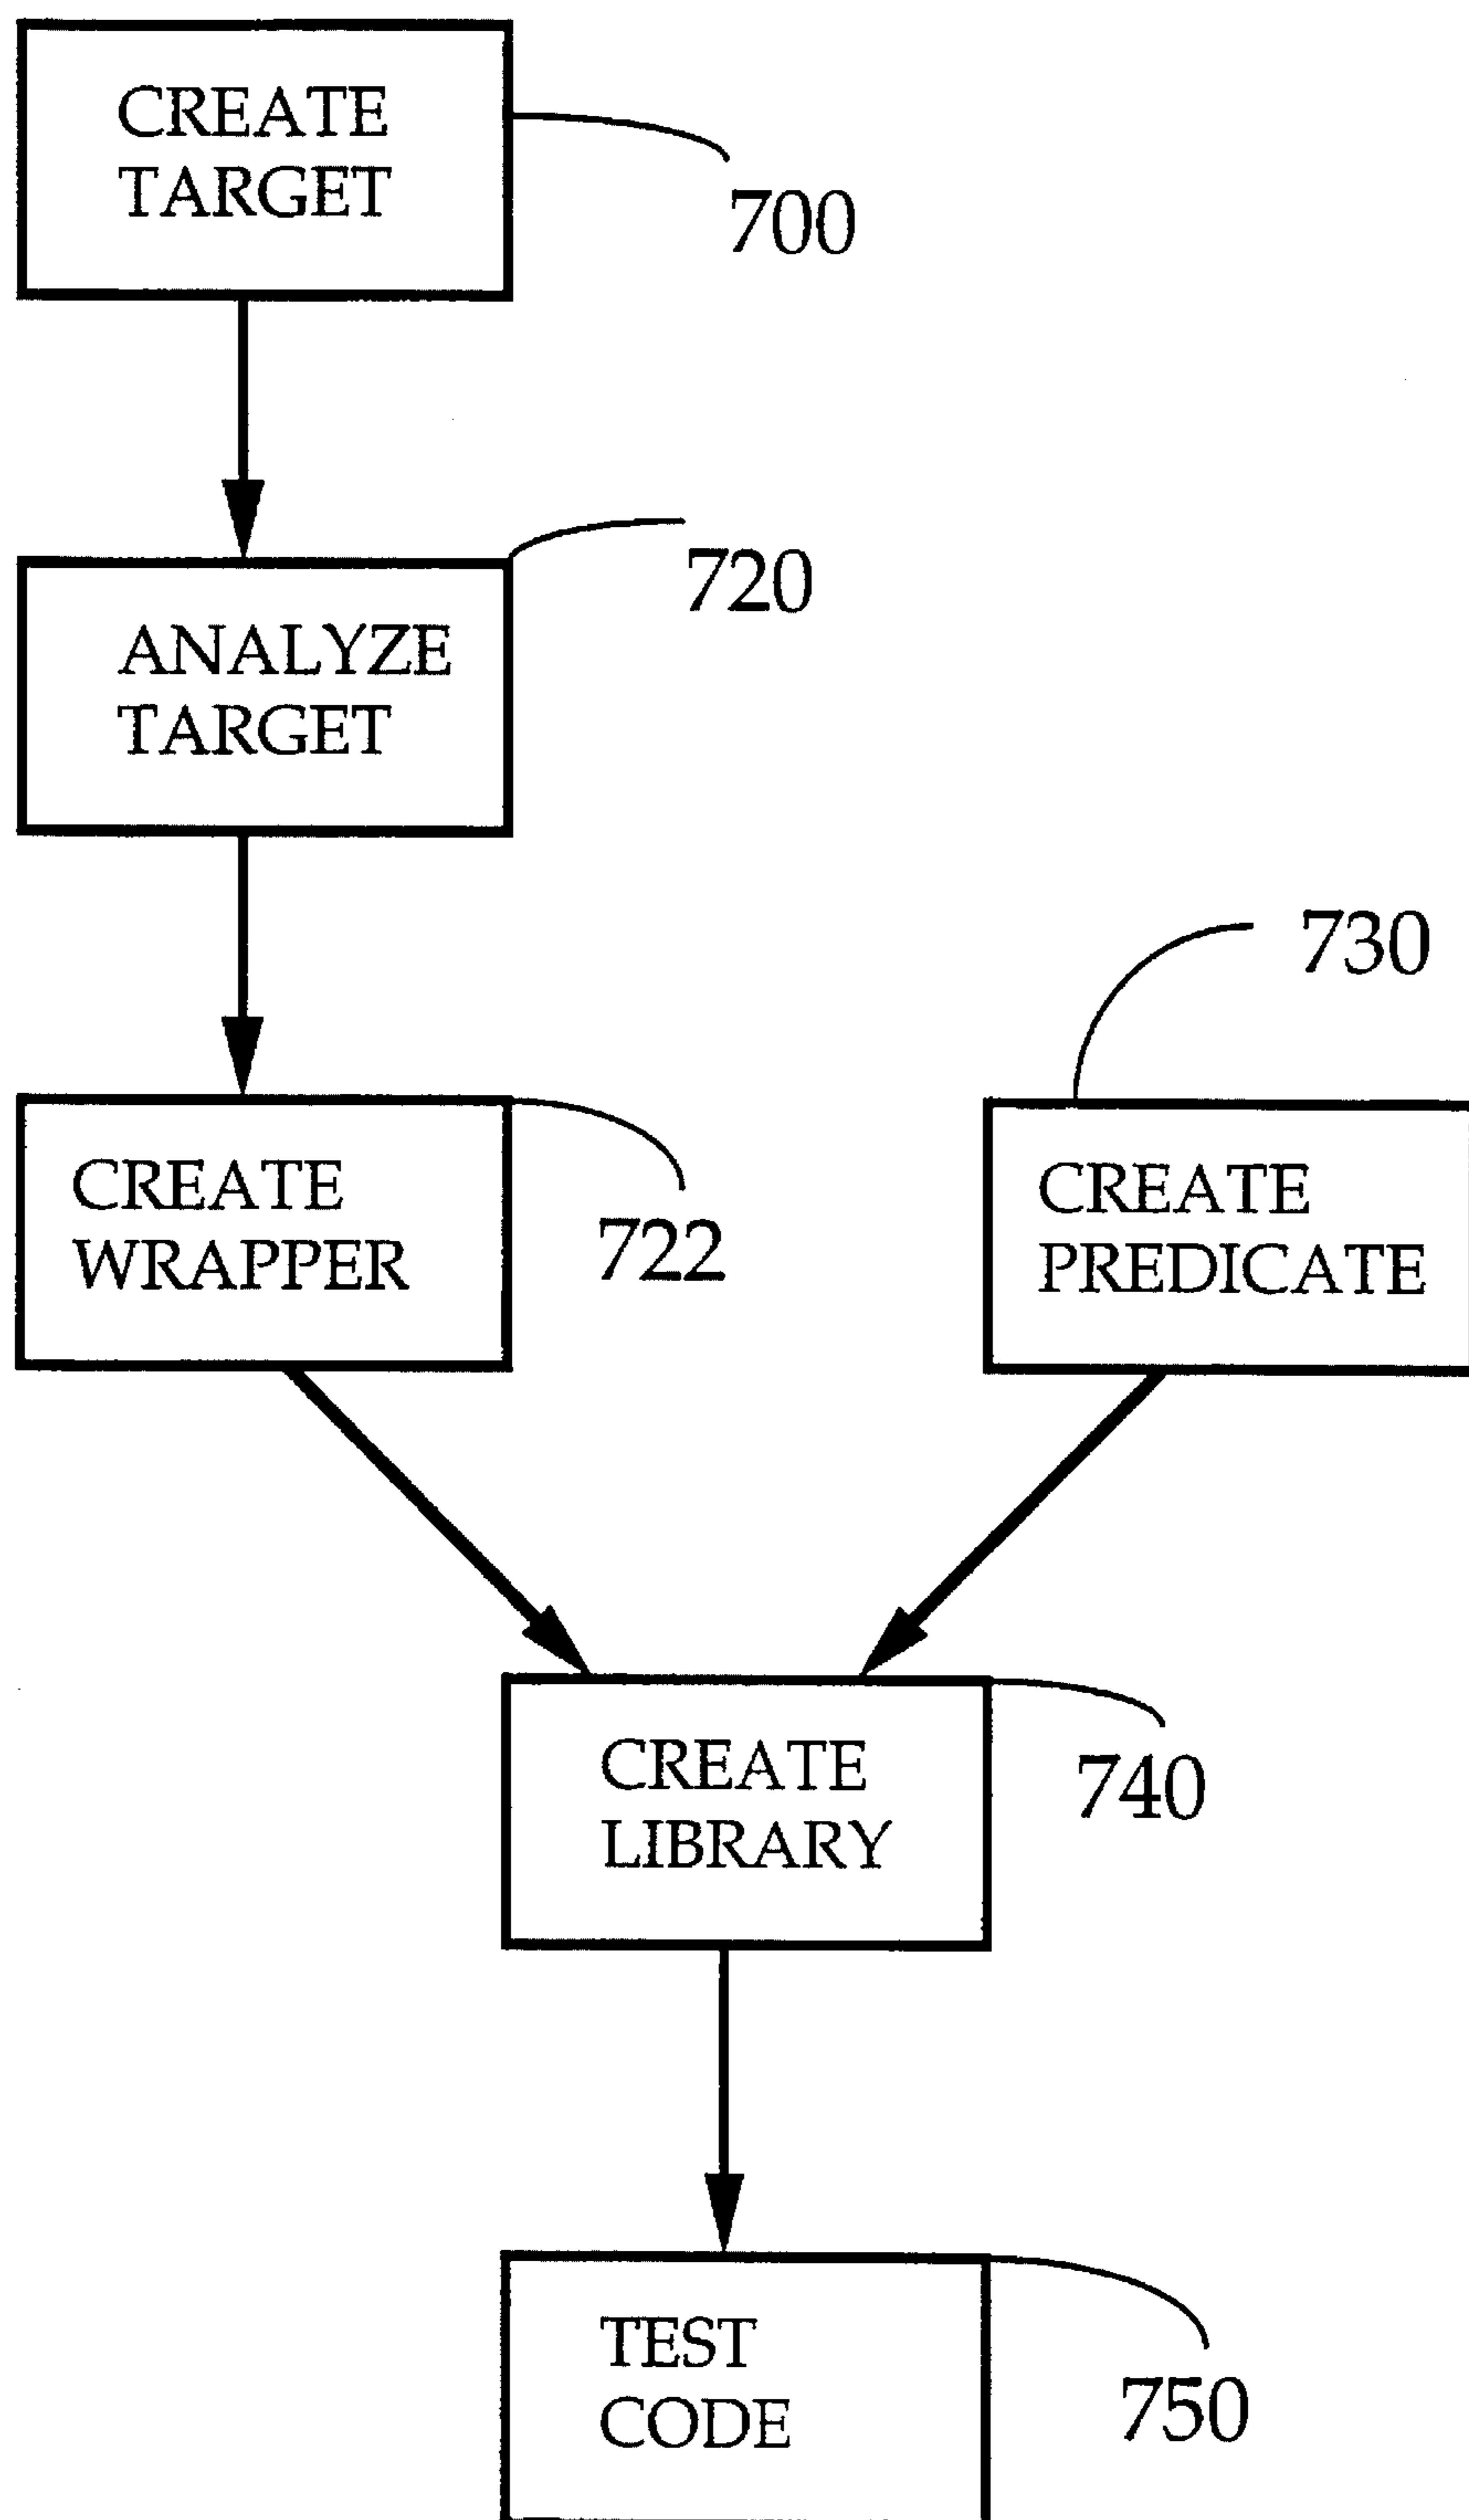 CREATE
TARGET
700
720
ANALYZE
TARGET
730
CREATE
WRAPPER
722
CREATE
PREDICATE
CREATE
LIBRARY
740
TEST
CODE
750